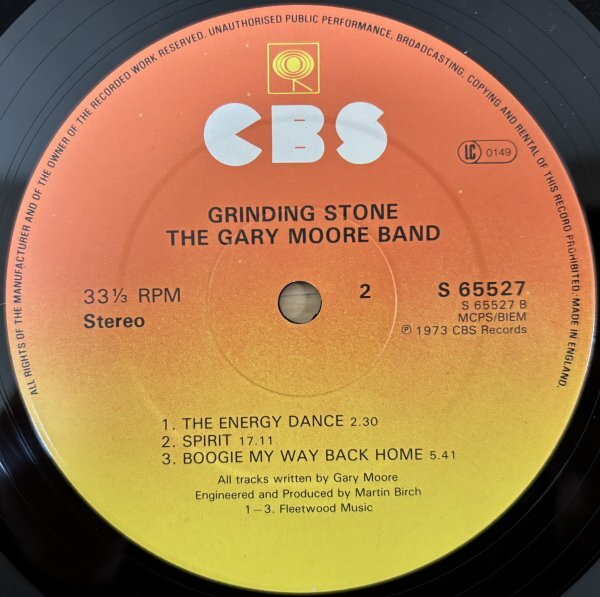 ALL RIGHTS OF THE MANUFACTURER AND OF THE OWNER OF THE RECORDED WORK RESERVED. UNAUTHORISED PUBLIC PERFORMANCE, BROADCASTING, COPYING AND RENTAL OF THIS RECORD PROHIBITED. MADE IN ENGLAND.
CBS
LC 0149
GRINDING STONE
THE GARY MOORE BAND
33⅓ RPM
Stereo
2
S 65527
S 65527 B
MCPS/BIEM
℗ 1973 CBS Records
1. THE ENERGY DANCE 2.30
2. SPIRIT 17.11
3. BOOGIE MY WAY BACK HOME 5.41
All tracks written by Gary Moore
Engineered and Produced by Martin Birch
1—3. Fleetwood Music